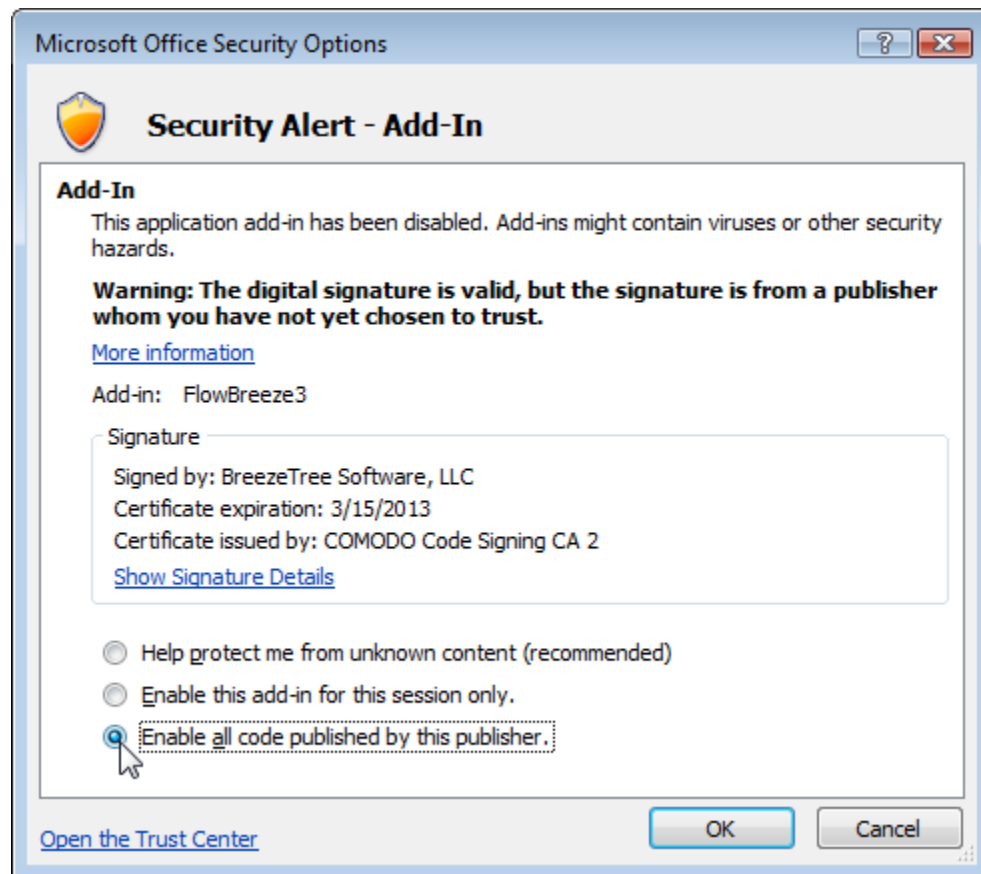 Microsoft Office Security Options
Security Alert - Add-In
Add-In
This application add-in has been disabled. Add-ins might contain viruses or other security
hazards.
Warning: The digital signature is valid, but the signature is from a publisher
whom you have not yet chosen to trust.
More information
Add-in: FlowBreeze3
Signature
Signed by: BreezeTree Software, LLC
Certificate expiration: 3/15/2013
Certificate issued by: COMODO Code Signing CA 2
Show Signature Details
Help protect me from unknown content (recommended)
Enable this add-in for this session only.
Enable all code published by this publisher.
Open the Trust Center
OK
Cancel